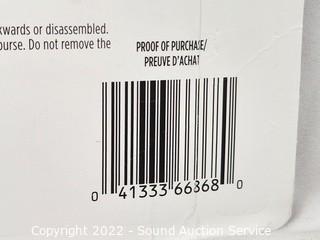 kwards or disassembled.
ourse. Do not remove the
PROOF OF PURCHASE/
PREUVE D'ACHAT
0 41333 66868 0
Copyright 2022 - Sound Auction Service